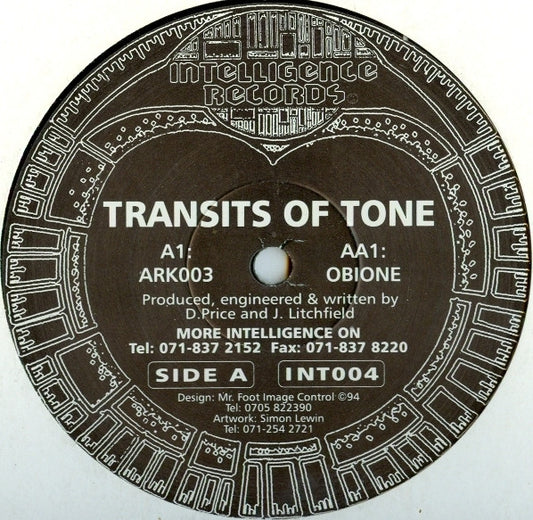 INTELLIGENCE
RECORDS
TRANSITS OF TONE
A1:
ARK003
AA1:
OBIONE
Produced, engineered & written by
D.Price and J. Litchfield
MORE INTELLIGENCE ON
Tel: 071-837 2152 Fax: 071-837 8220
SIDE A INT004
Design: Mr. Foot Image Control ©94
Tel: 0705 822390
Artwork: Simon Lewin
Tel: 071-254 2721